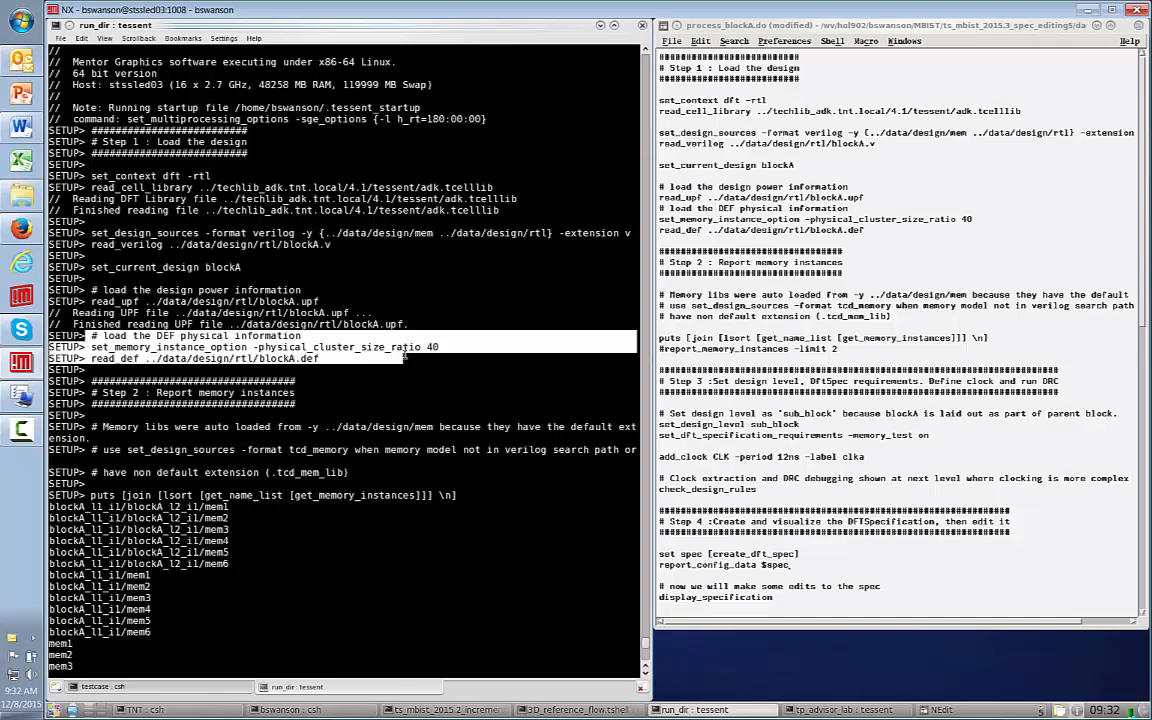 NX - bswanson@stssled03:1008 - bswanson
run_dir : tessent
File Edit View Scrollback Bookmarks Settings Help
//
//  Mentor Graphics software executing under x86-64 Linux.
//  64 bit version
//  Host: stssled03 (16 x 2.7 GHz, 48258 MB RAM, 119999 MB Swap)
//
//  Note: Running startup file /home/bswanson/.tessent_startup
//  command: set_multiprocessing_options -sge_options {-l h_rt=180:00:00}
SETUP> ###########################
SETUP> # Step 1 : Load the design
SETUP> ###########################
SETUP>
SETUP> set_context dft -rtl
SETUP> read_cell_library ../techlib_adk.tnt.local/4.1/tessent/adk.tcelllib
//  Reading DFT Library file ../techlib_adk.tnt.local/4.1/tessent/adk.tcelllib
//  Finished reading file ../techlib_adk.tnt.local/4.1/tessent/adk.tcelllib
SETUP>
SETUP> set_design_sources -format verilog -y {../data/design/mem ../data/design/rtl} -extension v
SETUP> read_verilog ../data/design/rtl/blockA.v
SETUP>
SETUP> set_current_design blockA
SETUP>
SETUP> # load the design power information
SETUP> read_upf ../data/design/rtl/blockA.upf
//  Reading UPF file ../data/design/rtl/blockA.upf ...
//  Finished reading UPF file ../data/design/rtl/blockA.upf.
SETUP> # load the DEF physical information
SETUP> set_memory_instance_option -physical_cluster_size_ratio 40
SETUP> read_def ../data/design/rtl/blockA.def
SETUP>
SETUP> ##################################
SETUP> # Step 2 : Report memory instances
SETUP> ##################################
SETUP>
SETUP> # Memory libs were auto loaded from -y ../data/design/mem because they have the default ext
ension.
SETUP> # use set_design_sources -format tcd_memory when memory model not in verilog search path or
SETUP> # have non default extension (.tcd_mem_lib)
SETUP>
SETUP> puts [join [lsort [get_name_list [get_memory_instances]]] \n]
blockA_l1_i1/blockA_l2_i1/mem1
blockA_l1_i1/blockA_l2_i1/mem2
blockA_l1_i1/blockA_l2_i1/mem3
blockA_l1_i1/blockA_l2_i1/mem4
blockA_l1_i1/blockA_l2_i1/mem5
blockA_l1_i1/blockA_l2_i1/mem6
blockA_l1_i1/mem1
blockA_l1_i1/mem2
blockA_l1_i1/mem3
blockA_l1_i1/mem4
blockA_l1_i1/mem5
blockA_l1_i1/mem6
mem1
mem2
mem3
testcase : csh
run_dir : tessent
process_blockA.do (modified) - /wv/hol902/bswanson/MBIST/ts_mbist_2015.3_spec_editing5/da
File Edit Search Preferences Shell Macro Windows Help
###########################
# Step 1 : Load the design
###########################
set_context dft -rtl
read_cell_library ../techlib_adk.tnt.local/4.1/tessent/adk.tcelllib
set_design_sources -format verilog -y {../data/design/mem ../data/design/rtl} -extension
read_verilog ../data/design/rtl/blockA.v
set_current_design blockA
# load the design power information
read_upf ../data/design/rtl/blockA.upf
# load the DEF physical information
set_memory_instance_option -physical_cluster_size_ratio 40
read_def ../data/design/rtl/blockA.def
###################################
# Step 2 : Report memory instances
###################################
# Memory libs were auto loaded from -y ../data/design/mem because they have the default
# use set_design_sources -format tcd_memory when memory model not in verilog search path
# have non default extension (.tcd_mem_lib)
puts [join [lsort [get_name_list [get_memory_instances]]] \n]
#report_memory_instances -limit 2
##########################################################################
# Step 3 :Set design level, DftSpec requirements. Define clock and run DRC
##########################################################################
# Set design level as 'sub_block' because blockA is laid out as part of parent block.
set_design_level sub_block
set_dft_specification_requirements -memory_test on
add_clock CLK -period 12ns -label clka
# Clock extraction and DRC debugging shown at next level where clocking is more complex
check_design_rules
#################################################################
# Step 4 :Create and visualize the DFTSpecification, then edit it
#################################################################
set spec [create_dft_spec]
report_config_data $spec
# now we will make some edits to the spec
display_specification
9:32 AM
12/8/2015
TNT : csh
bswanson : csh
ts_mbist_2015.2_increment
3D_reference_flow.tshell
run_dir : tessent
tp_advisor_lab : tessent
NEdit
5
09:32